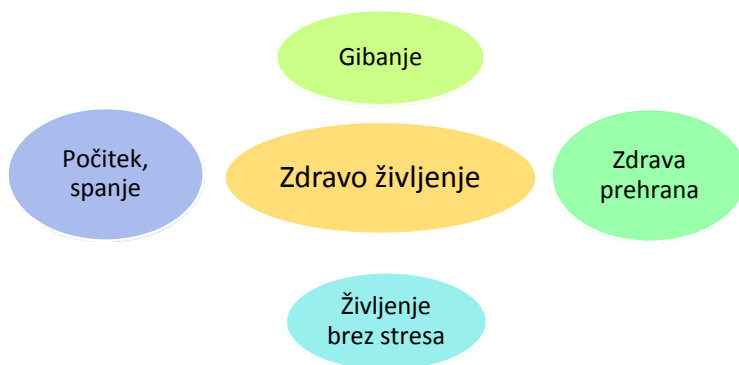 Gibanje
Počitek,
spanje
Zdravo življenje
Zdrava
prehrana
Življenje
brez stresa